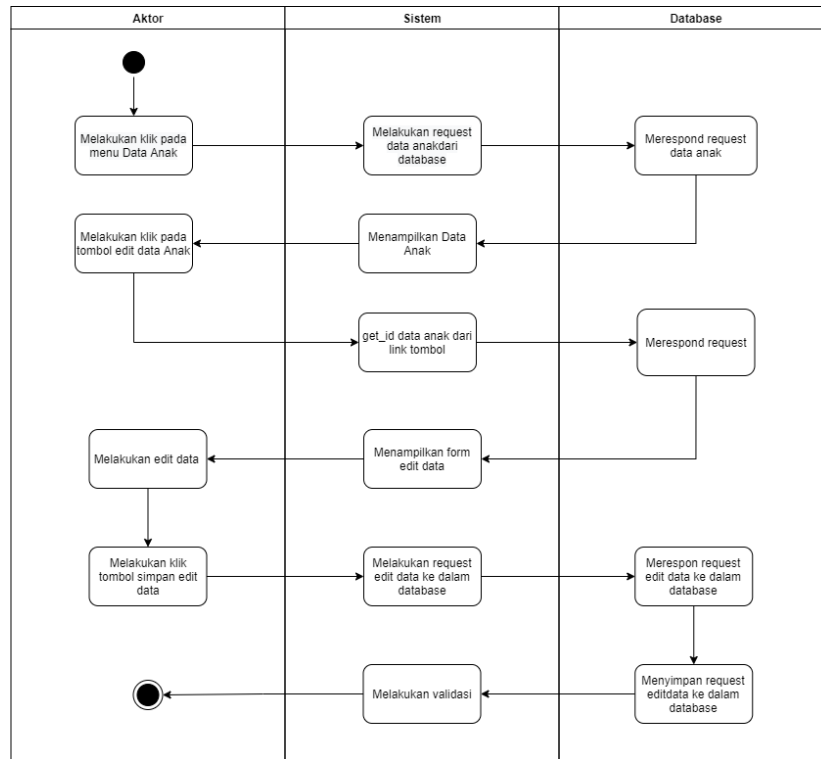 Aktor
Sistem
Database
Melakukan klik pada
menu Data Anak
Melakukan request
data anakdari
database
Merespond request
data anak
Melakukan klik pada
tombol edit data Anak
Menampilkan Data
Anak
get_id data anak dari
link tombol
Merespond request
Melakukan edit data
Menampilkan form
edit data
Melakukan klik
tombol simpan edit
data
Melakukan request
edit data ke dalam
database
Merespon request
edit data ke dalam
database
Melakukan validasi
Menyimpan request
editdata ke dalam
database